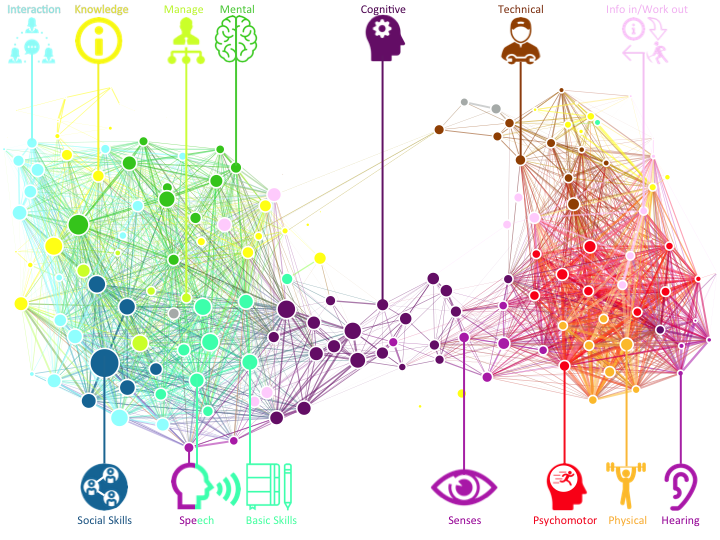 Interaction
Knowledge
Manage
Mental
Cognitive
Technical
Info in/Work out
Social Skills
Speech
Basic Skills
Senses
Psychomotor
Physical
Hearing